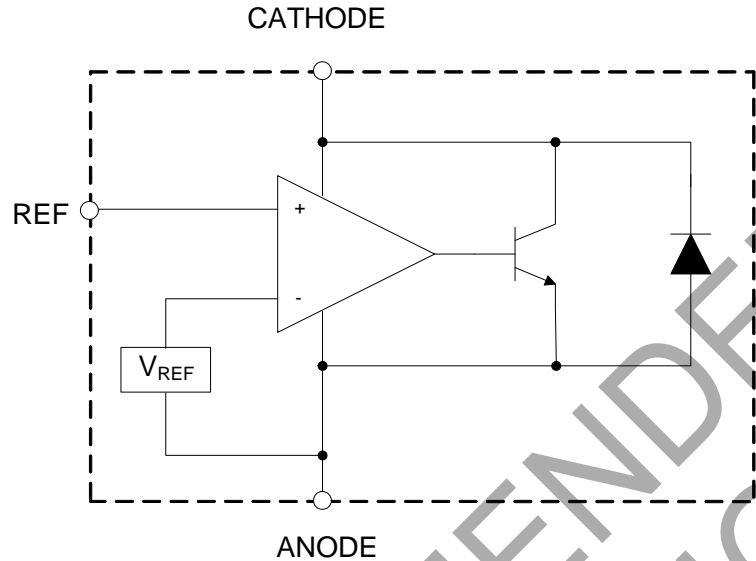 CATHODE
REF
+
-
VREF
ANODE